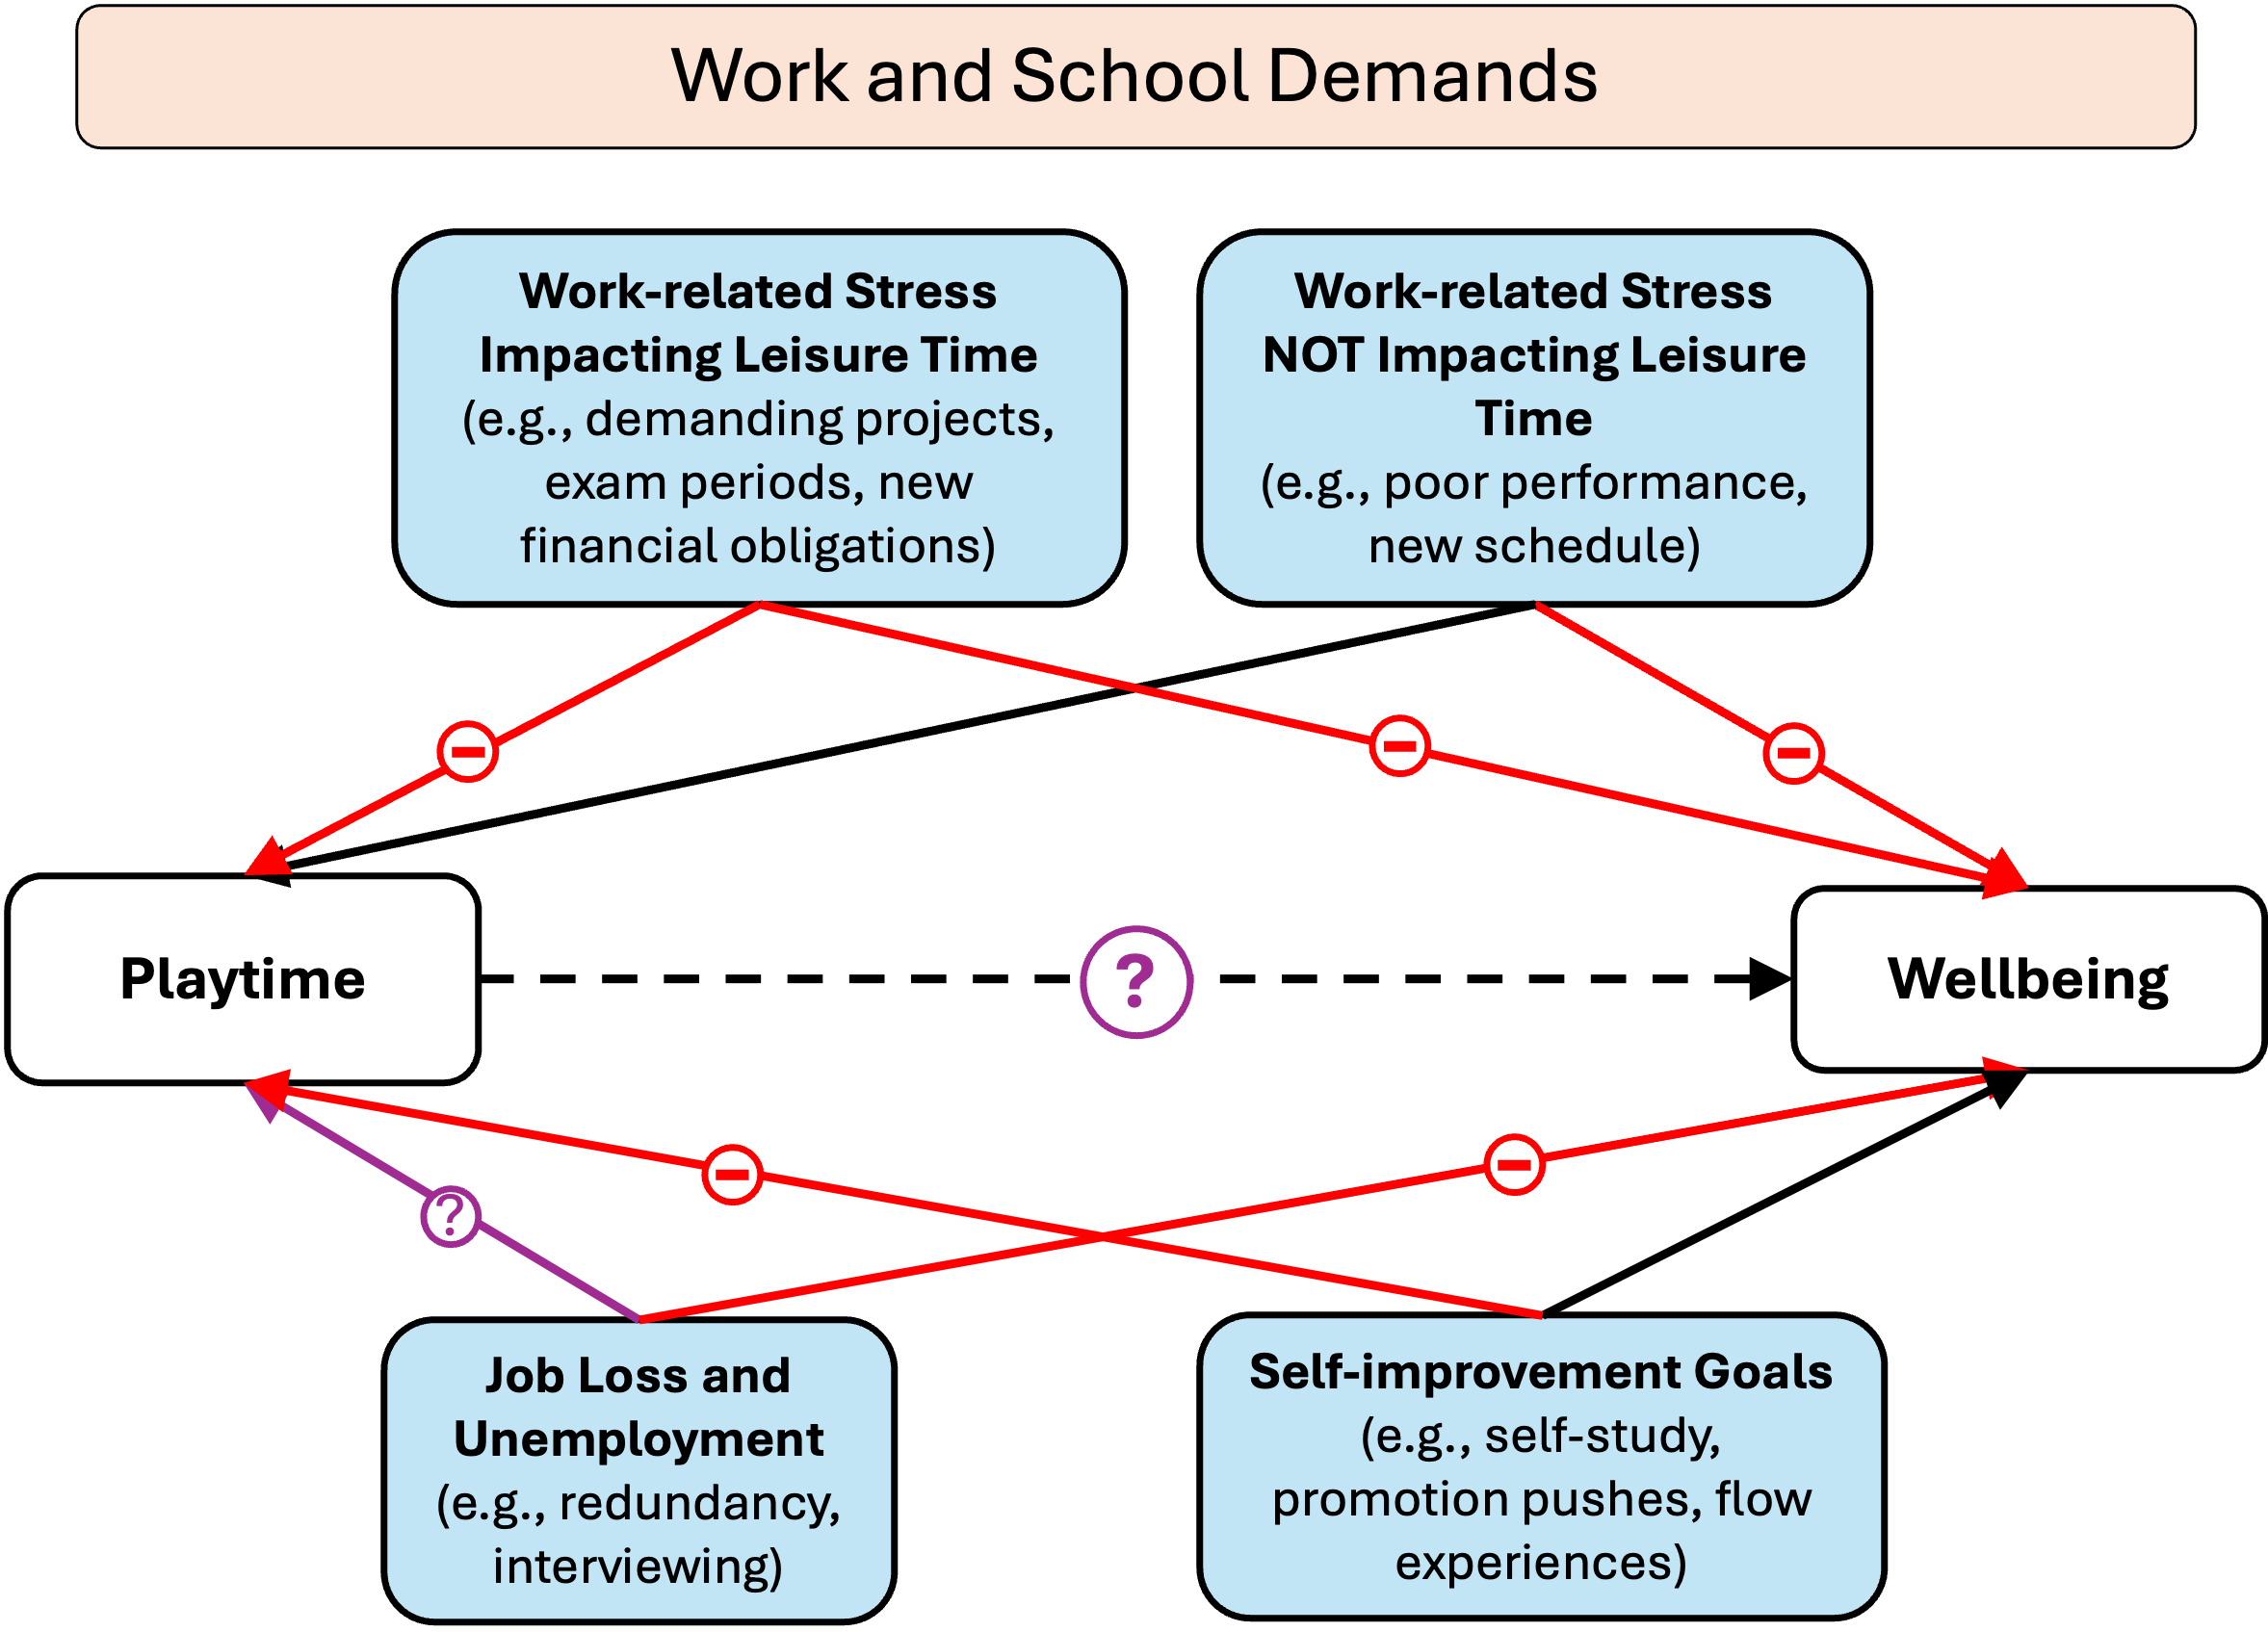 Work and School Demands
Work-related Stress
Impacting Leisure Time
(e.g., demanding projects,
exam periods, new
financial obligations)
Work-related Stress
NOT Impacting Leisure
Time
(e.g., poor performance,
new schedule)
Playtime
?
Wellbeing
?
Job Loss and
Unemployment
(e.g., redundancy,
interviewing)
Self-improvement Goals
(e.g., self-study,
promotion pushes, flow
experiences)